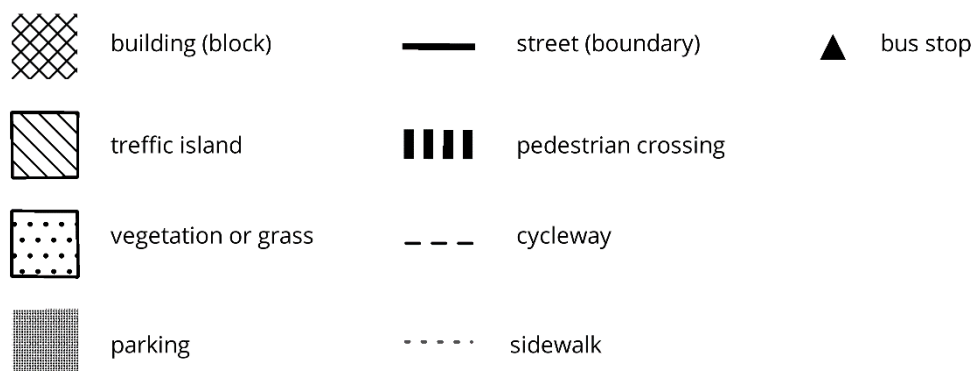 building (block)
street (boundary)
bus stop
treffic island
pedestrian crossing
vegetation or grass
cycleway
parking
sidewalk